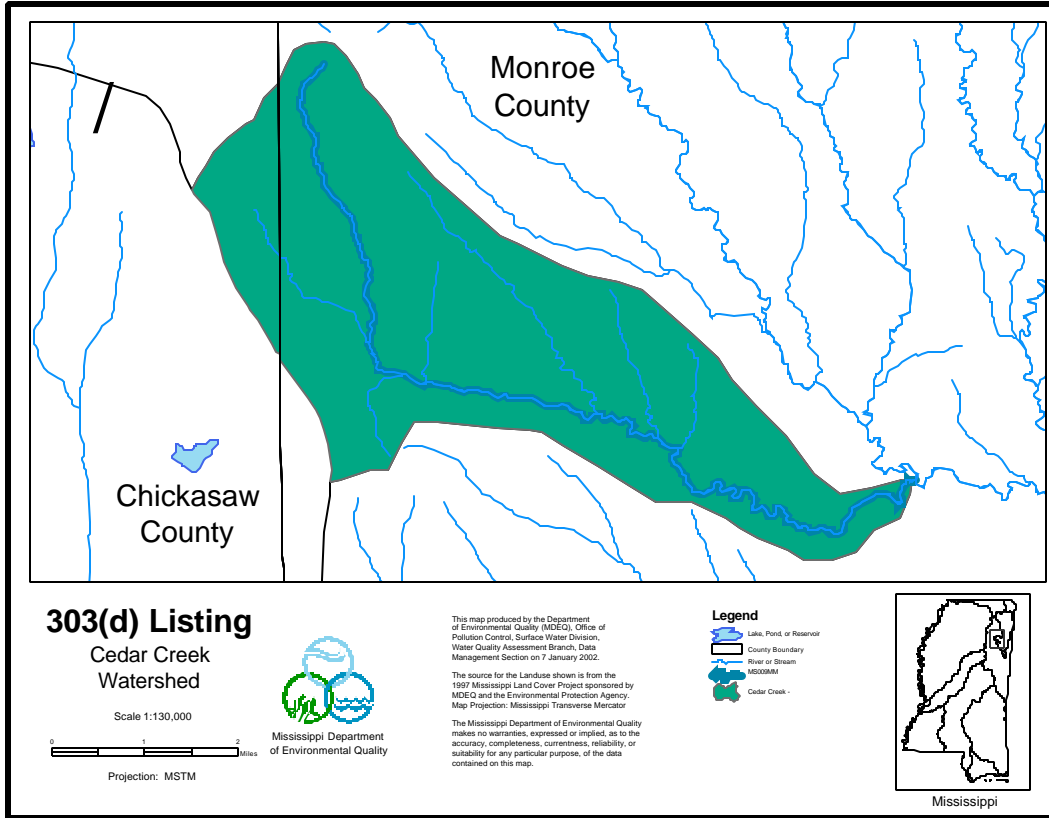 Monroe
County
Chickasaw
County
303(d) Listing
Cedar Creek
Watershed
Scale 1:130,000
0 1 2
Miles
Projection: MSTM
Mississippi Department
of Environmental Quality
This map produced by the Department
of Environmental Quality (MDEQ), Office of
Pollution Control, Surface Water Division,
Water Quality Assessment Branch, Data
Management Section on 7 January 2002.
The source for the Landuse shown is from the
1997 Mississippi Land Cover Project sponsored by
MDEQ and the Environmental Protection Agency.
Map Projection: Mississippi Transverse Mercator
The Mississippi Department of Environmental Quality
makes no warranties, expressed or implied, as to the
accuracy, completeness, currentness, reliability, or
suitability for any particular purpose, of the data
contained on this map.
Legend
Lake, Pond, or Reservoir
County Boundary
River or Stream
MS009MM
Cedar Creek -
Mississippi